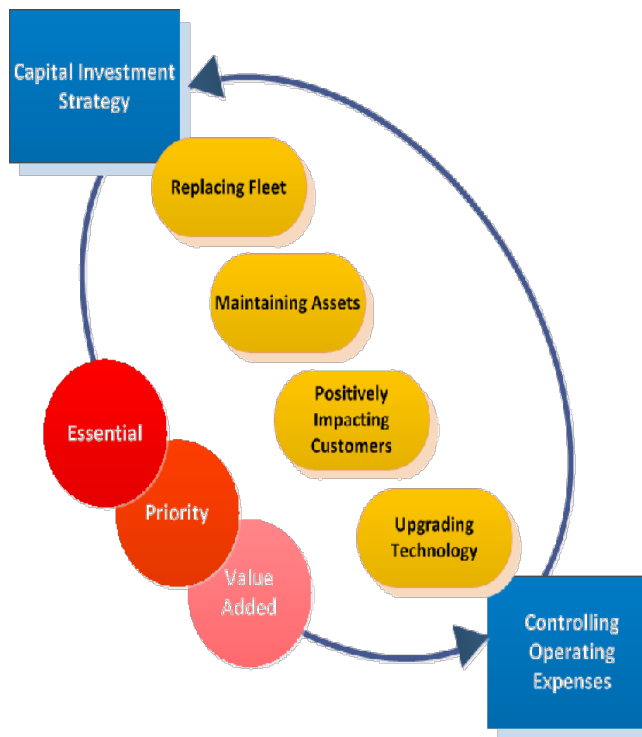 Capital Investment
Strategy
Replacing Fleet
Maintaining Assets
Positively
Impacting
Customers
Upgrading
Technology
Essential
Priority
Value
Added
Controlling
Operating
Expenses